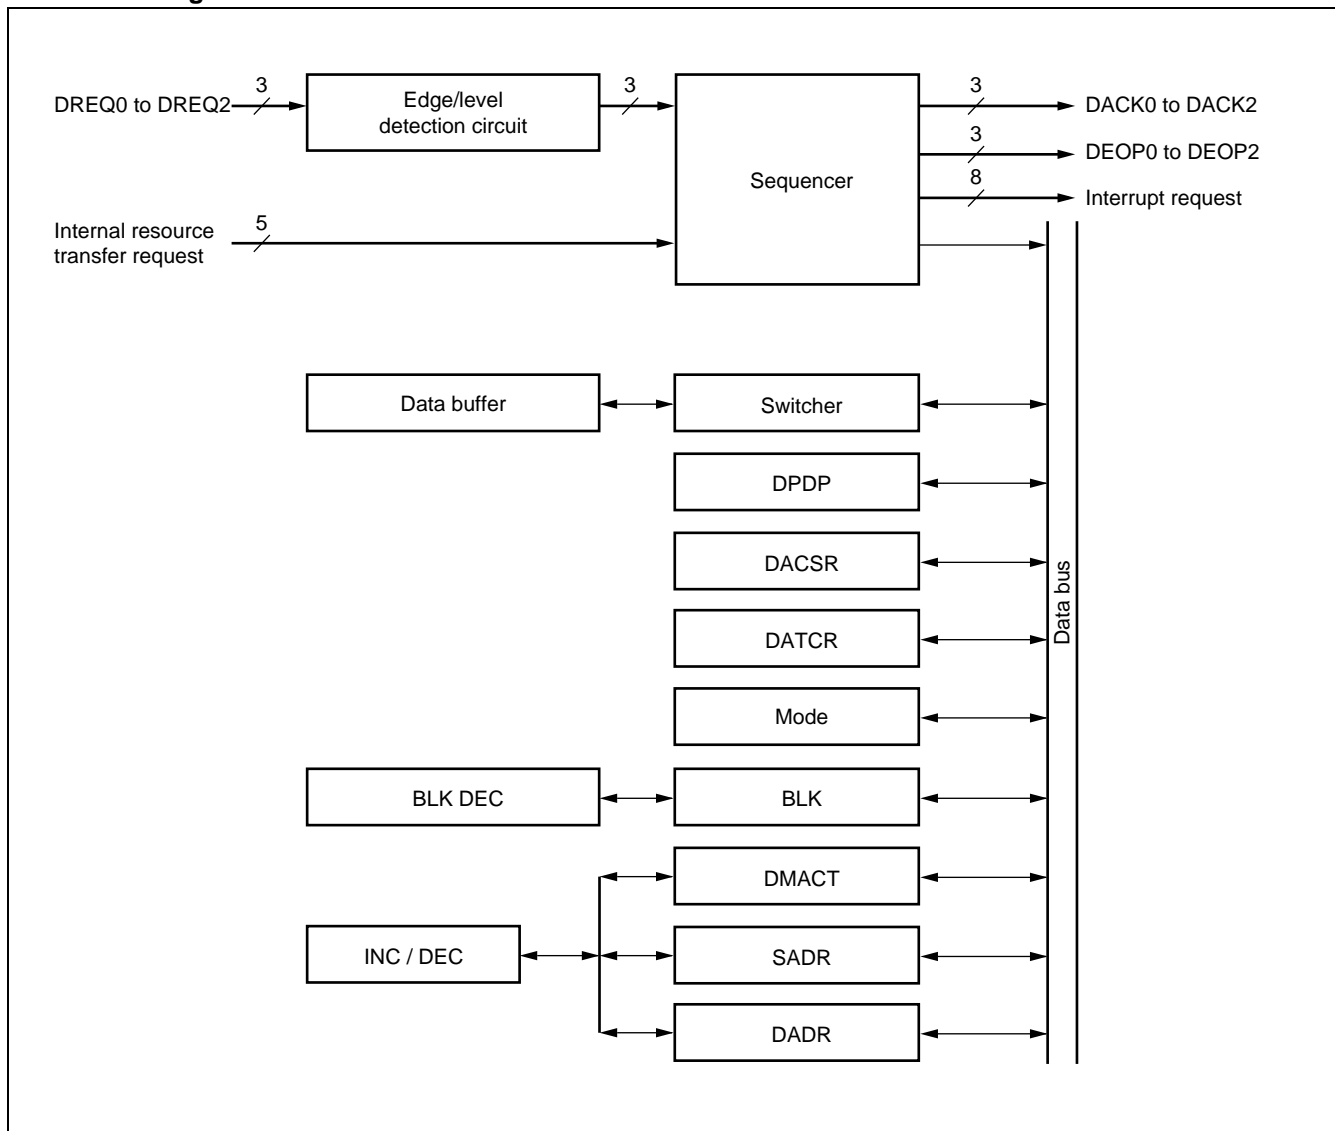 3
3
3
DREQ0 to DREQ2
Edge/level
detection circuit
DACK0 to DACK2
3
DEOP0 to DEOP2
Sequencer
8
Interrupt request
Internal resource
transfer request
5
Data buffer
Switcher
DPDP
DACSR
Data bus
DATCR
Mode
BLK DEC
BLK
DMACT
INC / DEC
SADR
DADR